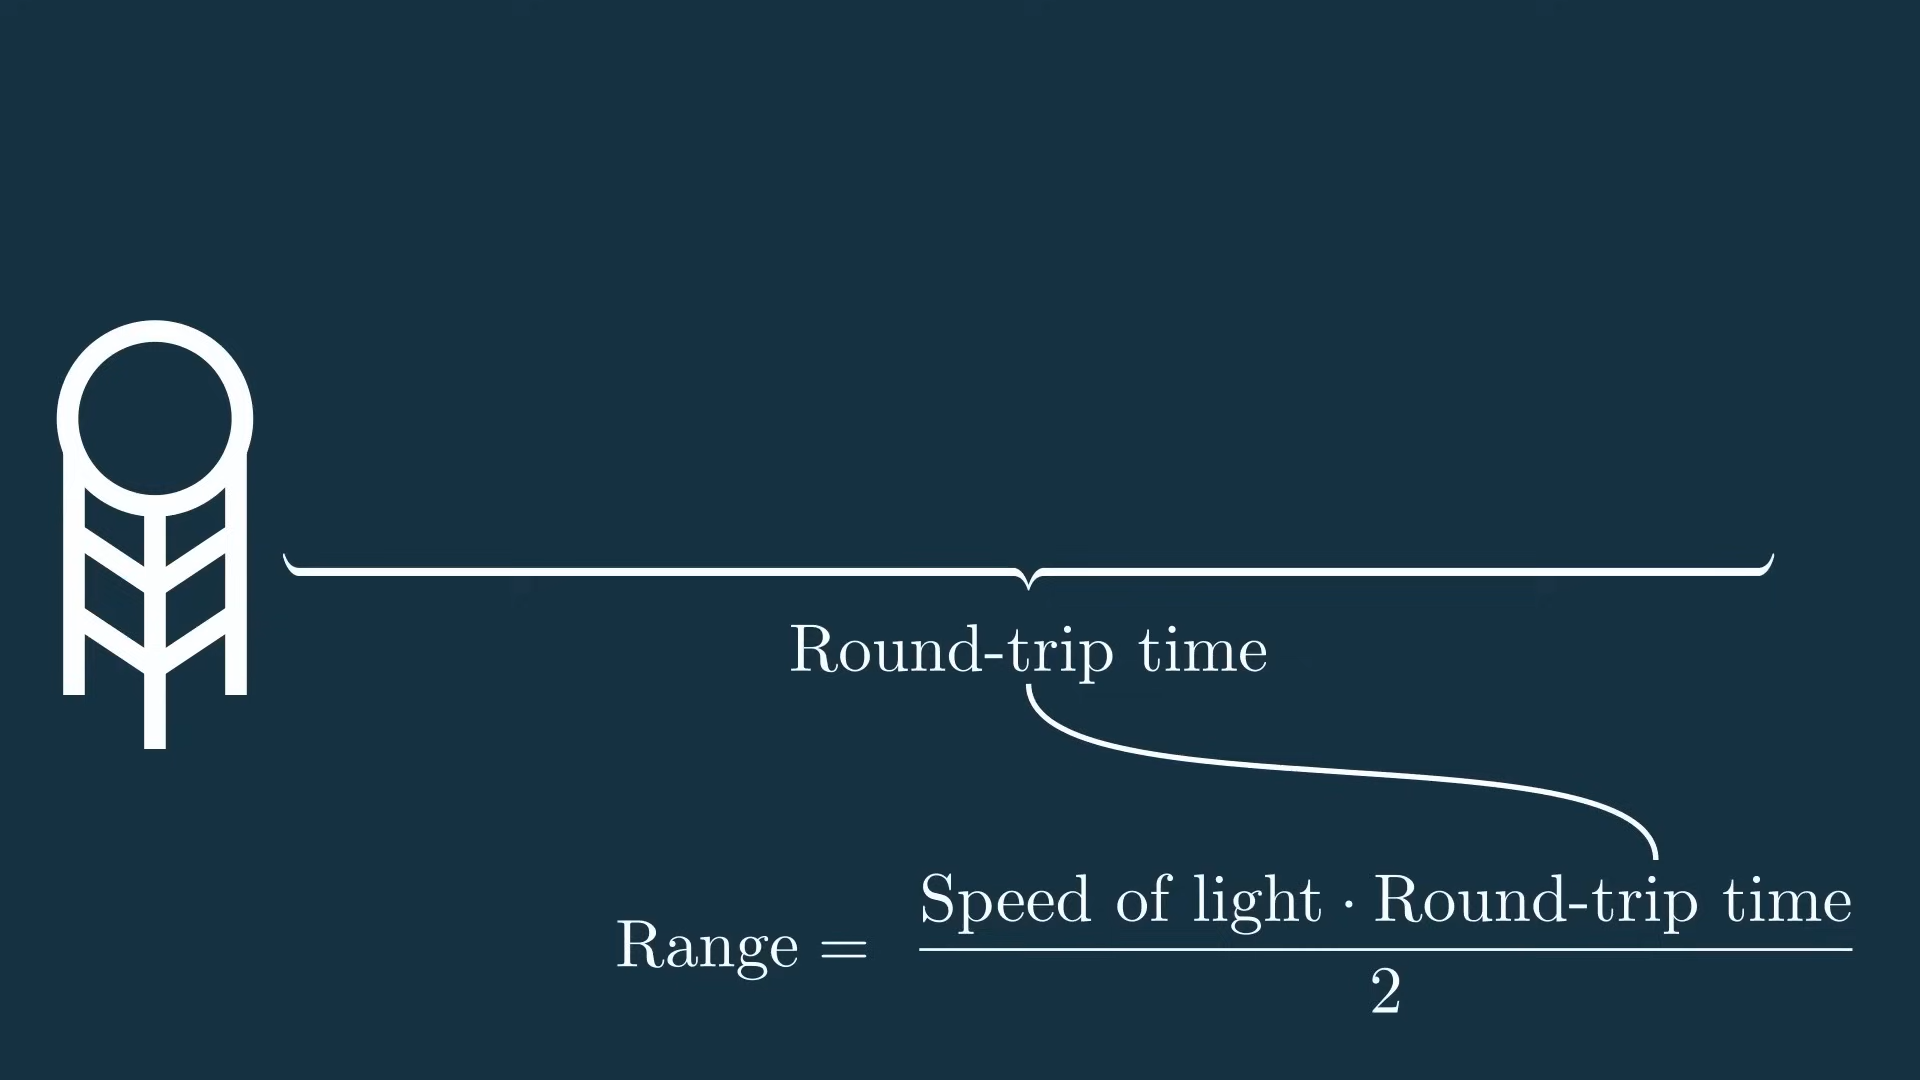 Round-trip time
Range = Speed of light · Round-trip time
2